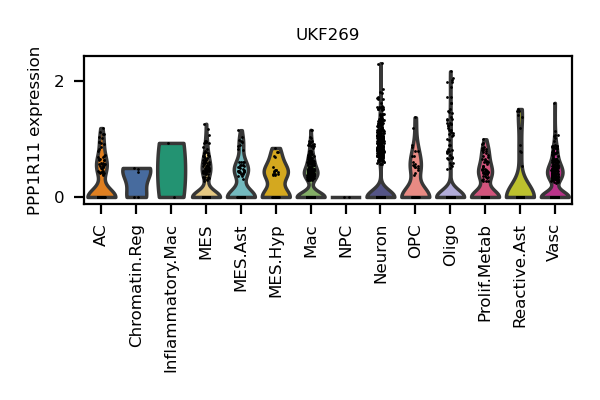 UKF269
PPP1R11 expression
2
0
AC
Chromatin.Reg
Inflammatory.Mac
MES
MES.Ast
MES.Hyp
Mac
NPC
Neuron
OPC
Oligo
Prolif.Metab
Reactive.Ast
Vasc